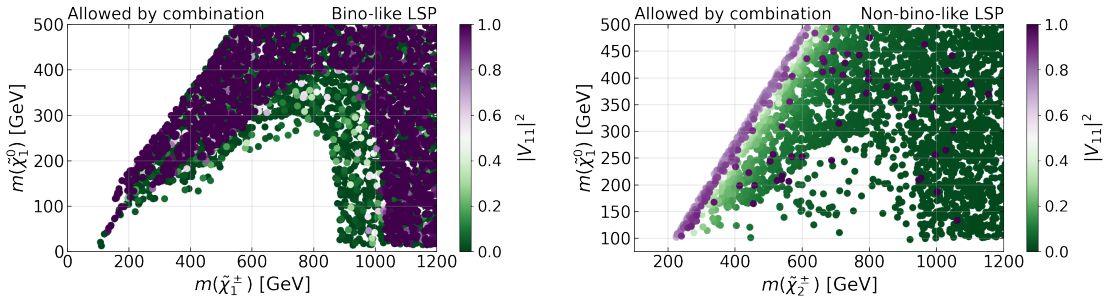 Allowed by combination Bino-like LSP
500
400
300
200
100
0
m(χ̃₁⁰) [GeV]
0 200 400 600 800 1000 1200
m(χ̃₁±) [GeV]
1.0
0.8
0.6
0.4
0.2
0.0
|V₁₁|²
Allowed by combination Non-bino-like LSP
500
450
400
350
300
250
200
150
100
m(χ̃₁⁰) [GeV]
200 400 600 800 1000 1200
m(χ̃₂±) [GeV]
1.0
0.8
0.6
0.4
0.2
0.0
|V₁₁|²